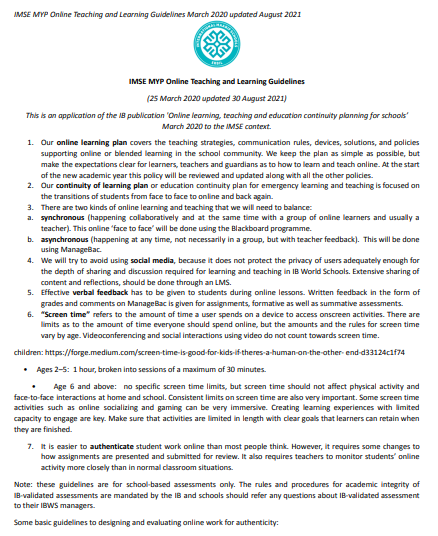 IMSE MYP Online Teaching and Learning Guidelines March 2020 updated August 2021
IMSE MYP Online Teaching and Learning Guidelines
(25 March 2020 updated 30 August 2021)
This is an application of the IB publication 'Online learning, teaching and education continuity planning for schools'
March 2020 to the IMSE context.
1. Our online learning plan covers the teaching strategies, communication rules, devices, solutions, and policies
supporting online or blended learning in the school community. We keep the plan as simple as possible, but
make the expectations clear for learners, teachers and guardians as to how to learn and teach online. At the start
of the new academic year this policy will be reviewed and updated along with all the other policies.
2. Our continuity of learning plan or education continuity plan for emergency learning and teaching is focused on
the transitions of students from face to face to online and back again.
3. There are two kinds of online learning and teaching that we will need to balance:
a. synchronous (happening collaboratively and at the same time with a group of online learners and usually a
teacher). This online 'face to face' will be done using the Blackboard programme.
b. asynchronous (happening at any time, not necessarily in a group, but with teacher feedback). This will be done
using ManageBac.
4. We will try to avoid using social media, because it does not protect the privacy of users adequately enough for
the depth of sharing and discussion required for learning and teaching in IB World Schools. Extensive sharing of
content and reflections, should be done through an LMS.
5. Effective verbal feedback has to be given to students during online lessons. Written feedback in the form of
grades and comments on ManageBac is given for assignments, formative as well as summative assessments.
6. "Screen time" refers to the amount of time a user spends on a device to access onscreen activities. There are
limits as to the amount of time everyone should spend online, but the amounts and the rules for screen time
vary by age. Videoconferencing and social interactions using video do not count towards screen time.
children: https://forge.medium.com/screen-time-is-good-for-kids-if-theres-a-human-on-the-other- end-d33124c1f74
• Ages 2–5: 1 hour, broken into sessions of a maximum of 30 minutes.
• Age 6 and above: no specific screen time limits, but screen time should not affect physical activity and
face-to-face interactions at home and school. Consistent limits on screen time are also very important. Some screen time
activities such as online socializing and gaming can be very immersive. Creating learning experiences with limited
capacity to engage are key. Make sure that activities are limited in length with clear goals that learners can retain when
they are finished.
7. It is easier to authenticate student work online than most people think. However, it requires some changes to
how assignments are presented and submitted for review. It also requires teachers to monitor students' online
activity more closely than in normal classroom situations.
Note: these guidelines are for school-based assessments only. The rules and procedures for academic integrity of
IB-validated assessments are mandated by the IB and schools should refer any questions about IB-validated assessment
to their IBWS managers.
Some basic guidelines to designing and evaluating online work for authenticity: